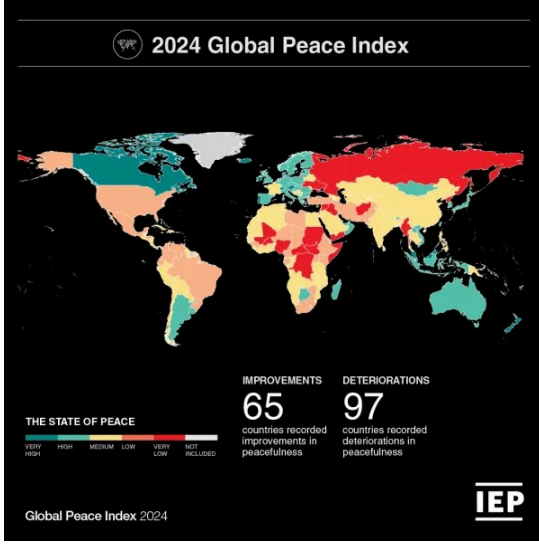 2024 Global Peace Index
IMPROVEMENTS
65
countries recorded
improvements in
peacefulness
DETERIORATIONS
97
countries recorded
deteriorations in
peacefulness
THE STATE OF PEACE
VERY
HIGH
HIGH
MEDIUM
LOW
VERY
LOW
NOT
INCLUDED
Global Peace Index 2024
IEP